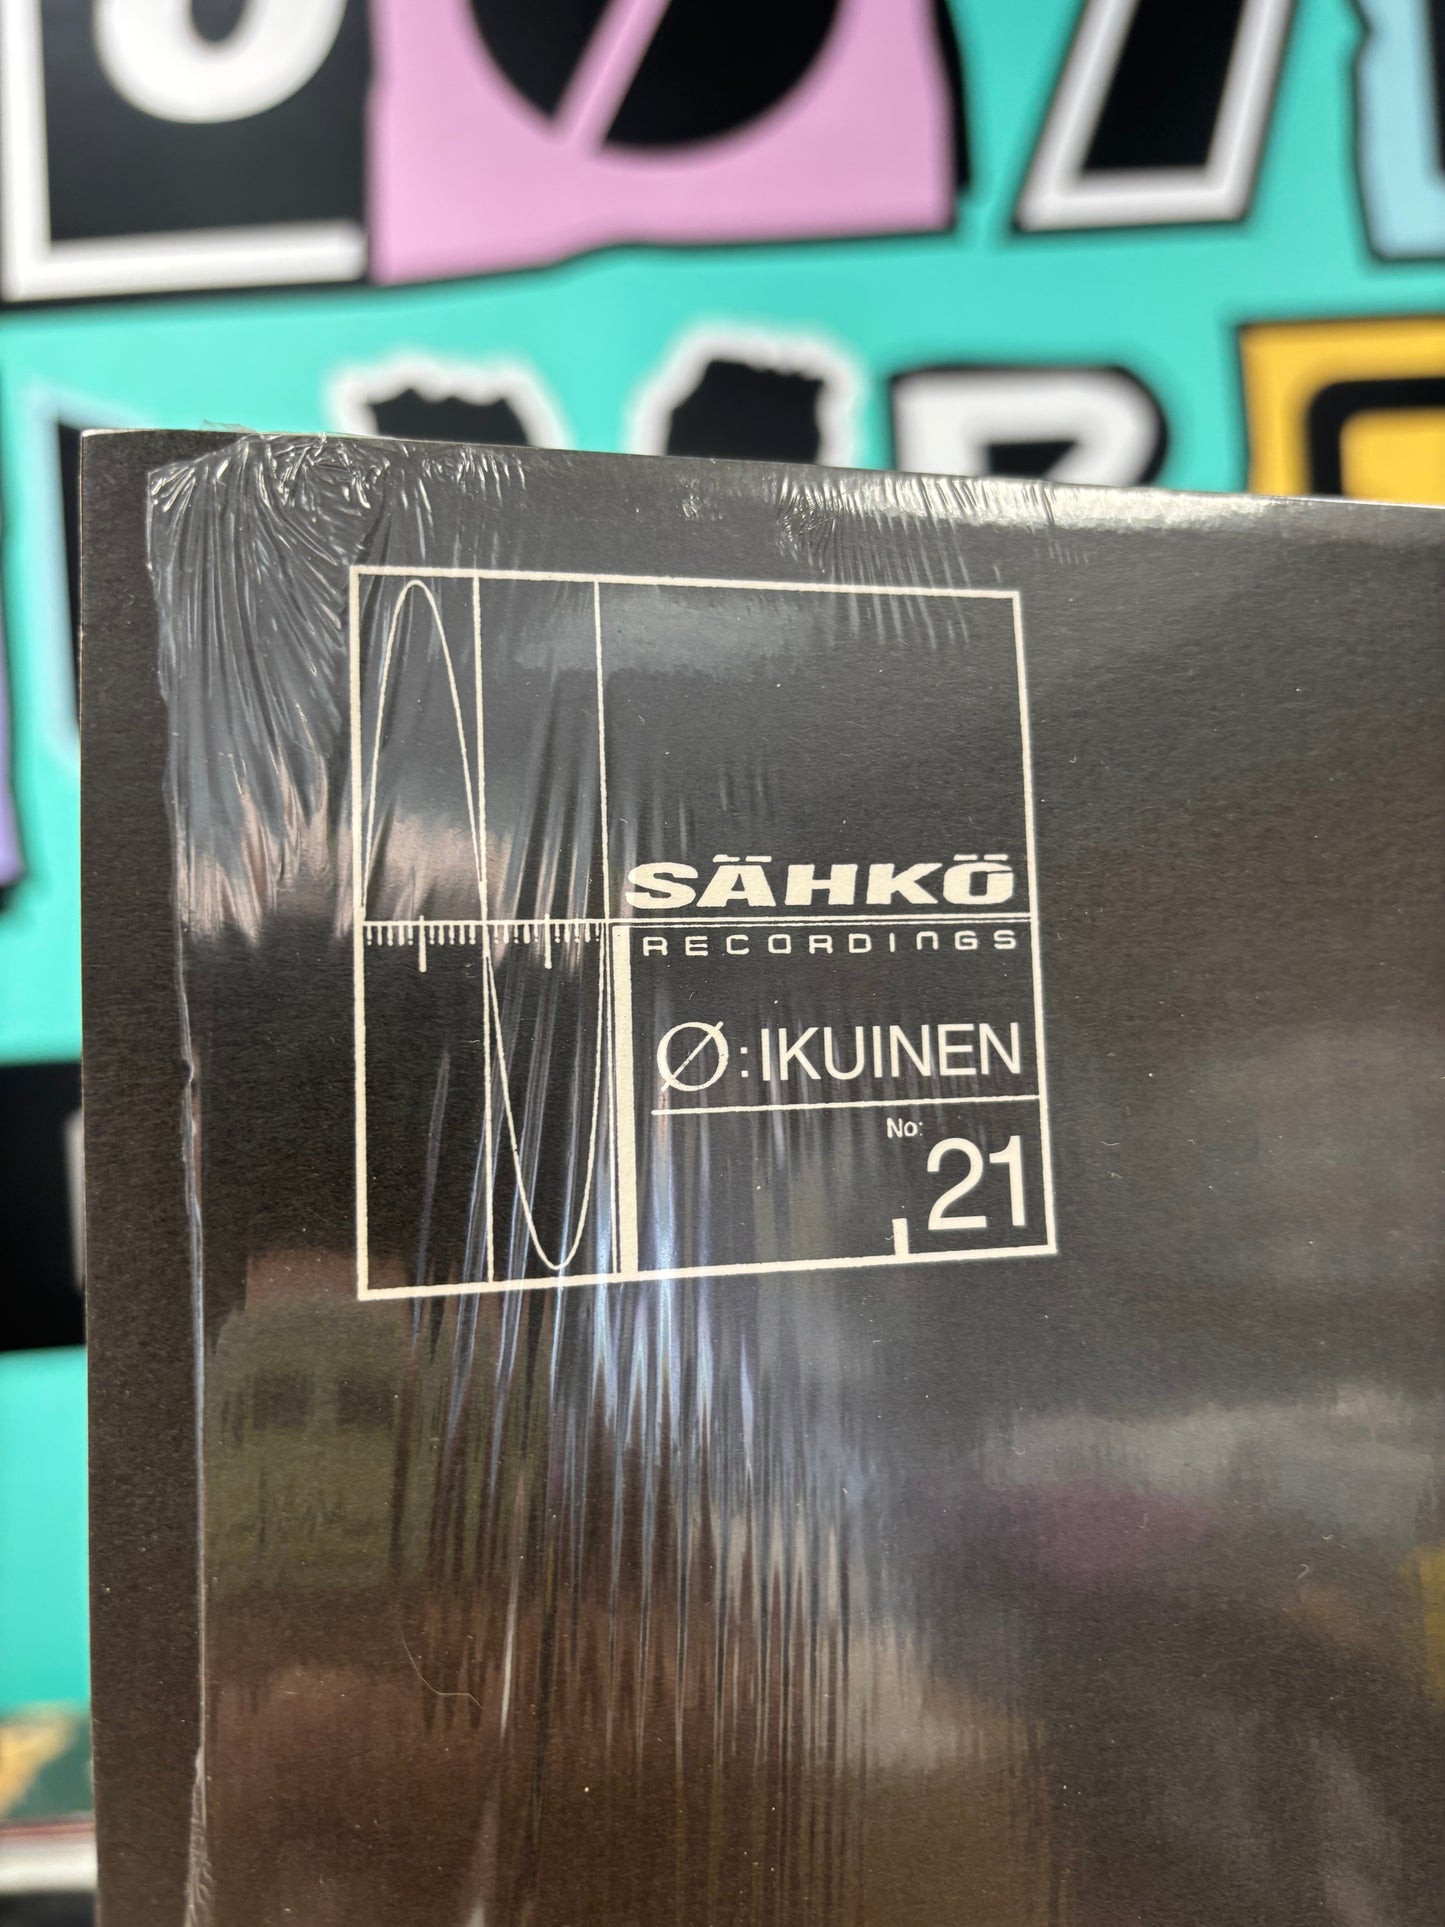 SÄHKÖ
RECORDINGS
Ø:IKUINEN
No:
21